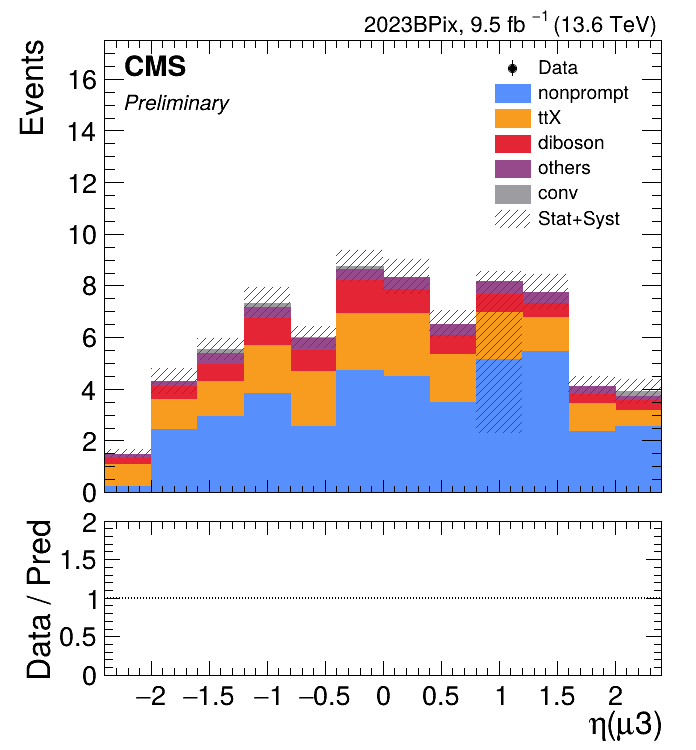 2023BPix, 9.5 fb⁻¹ (13.6 TeV)
CMS
Preliminary
Data
nonprompt
ttX
diboson
others
conv
Stat+Syst
Events
16
14
12
10
8
6
4
2
0
Data / Pred
2
1.5
1
0.5
0
−2 −1.5 −1 −0.5 0 0.5 1 1.5 2
η(μ3)